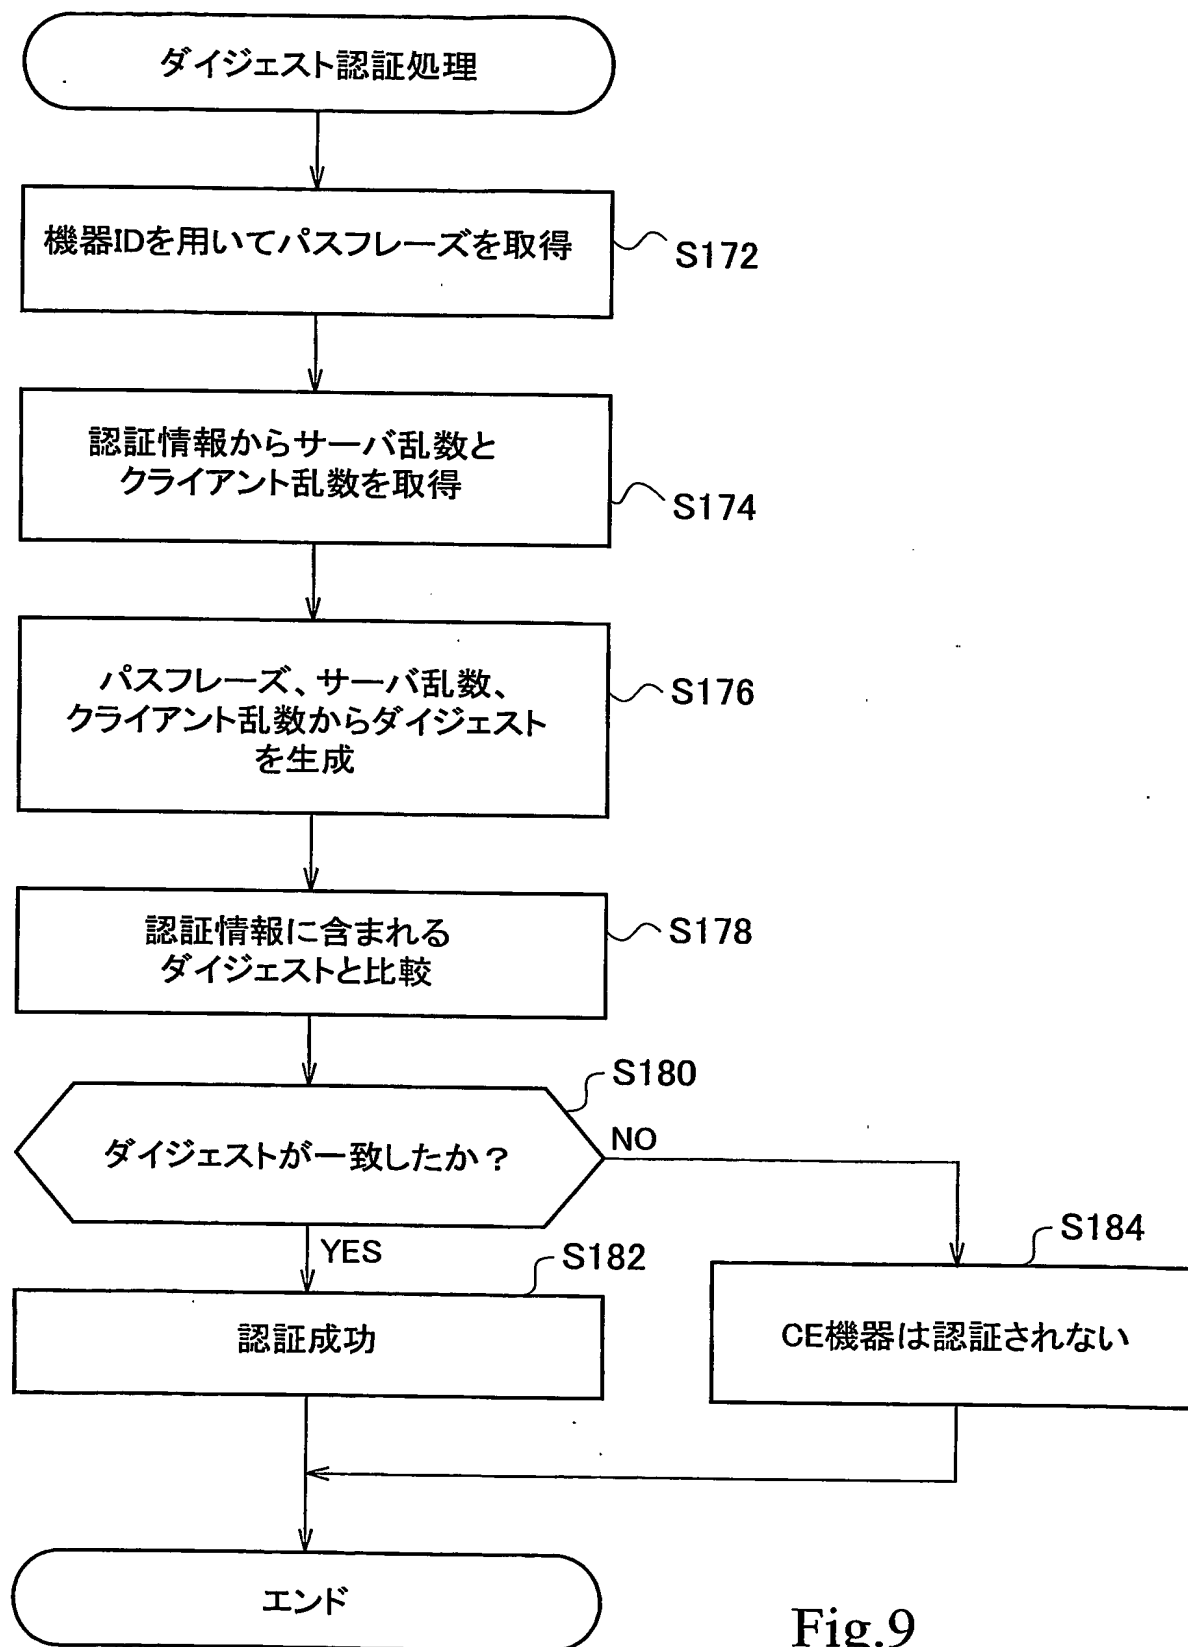 ダイジェスト認証処理
機器IDを用いてパスフレーズを取得
S172
認証情報からサーバ乱数と
クライアント乱数を取得
S174
パスフレーズ、サーバ乱数、
クライアント乱数からダイジェスト
を生成
S176
認証情報に含まれる
ダイジェストと比較
S178
S180
ダイジェストが一致したか？
NO
YES
S182
S184
認証成功
CE機器は認証されない
エンド
Fig.9